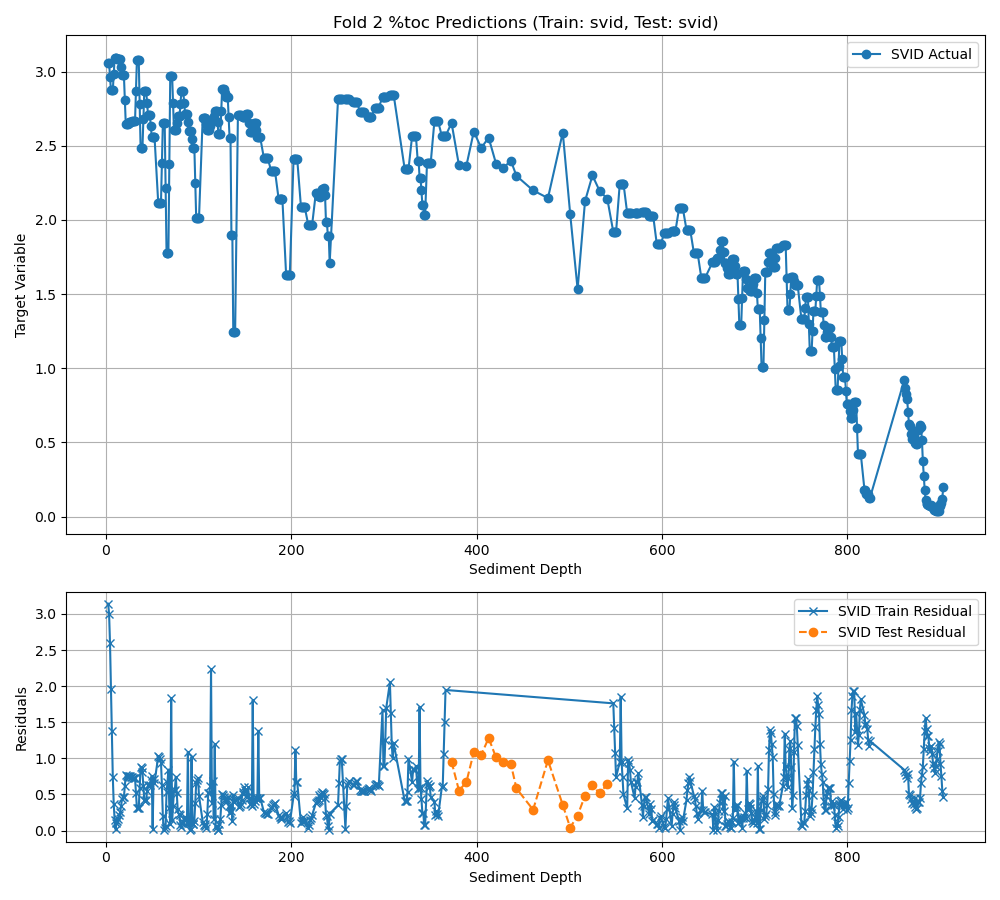 Fold 2 %toc Predictions (Train: svid, Test: svid)
SVID Actual
Target Variable
3.0
2.5
2.0
1.5
1.0
0.5
0.0
0 200 400 600 800
Sediment Depth
SVID Train Residual
SVID Test Residual
Residuals
3.0
2.5
2.0
1.5
1.0
0.5
0.0
0 200 400 600 800
Sediment Depth